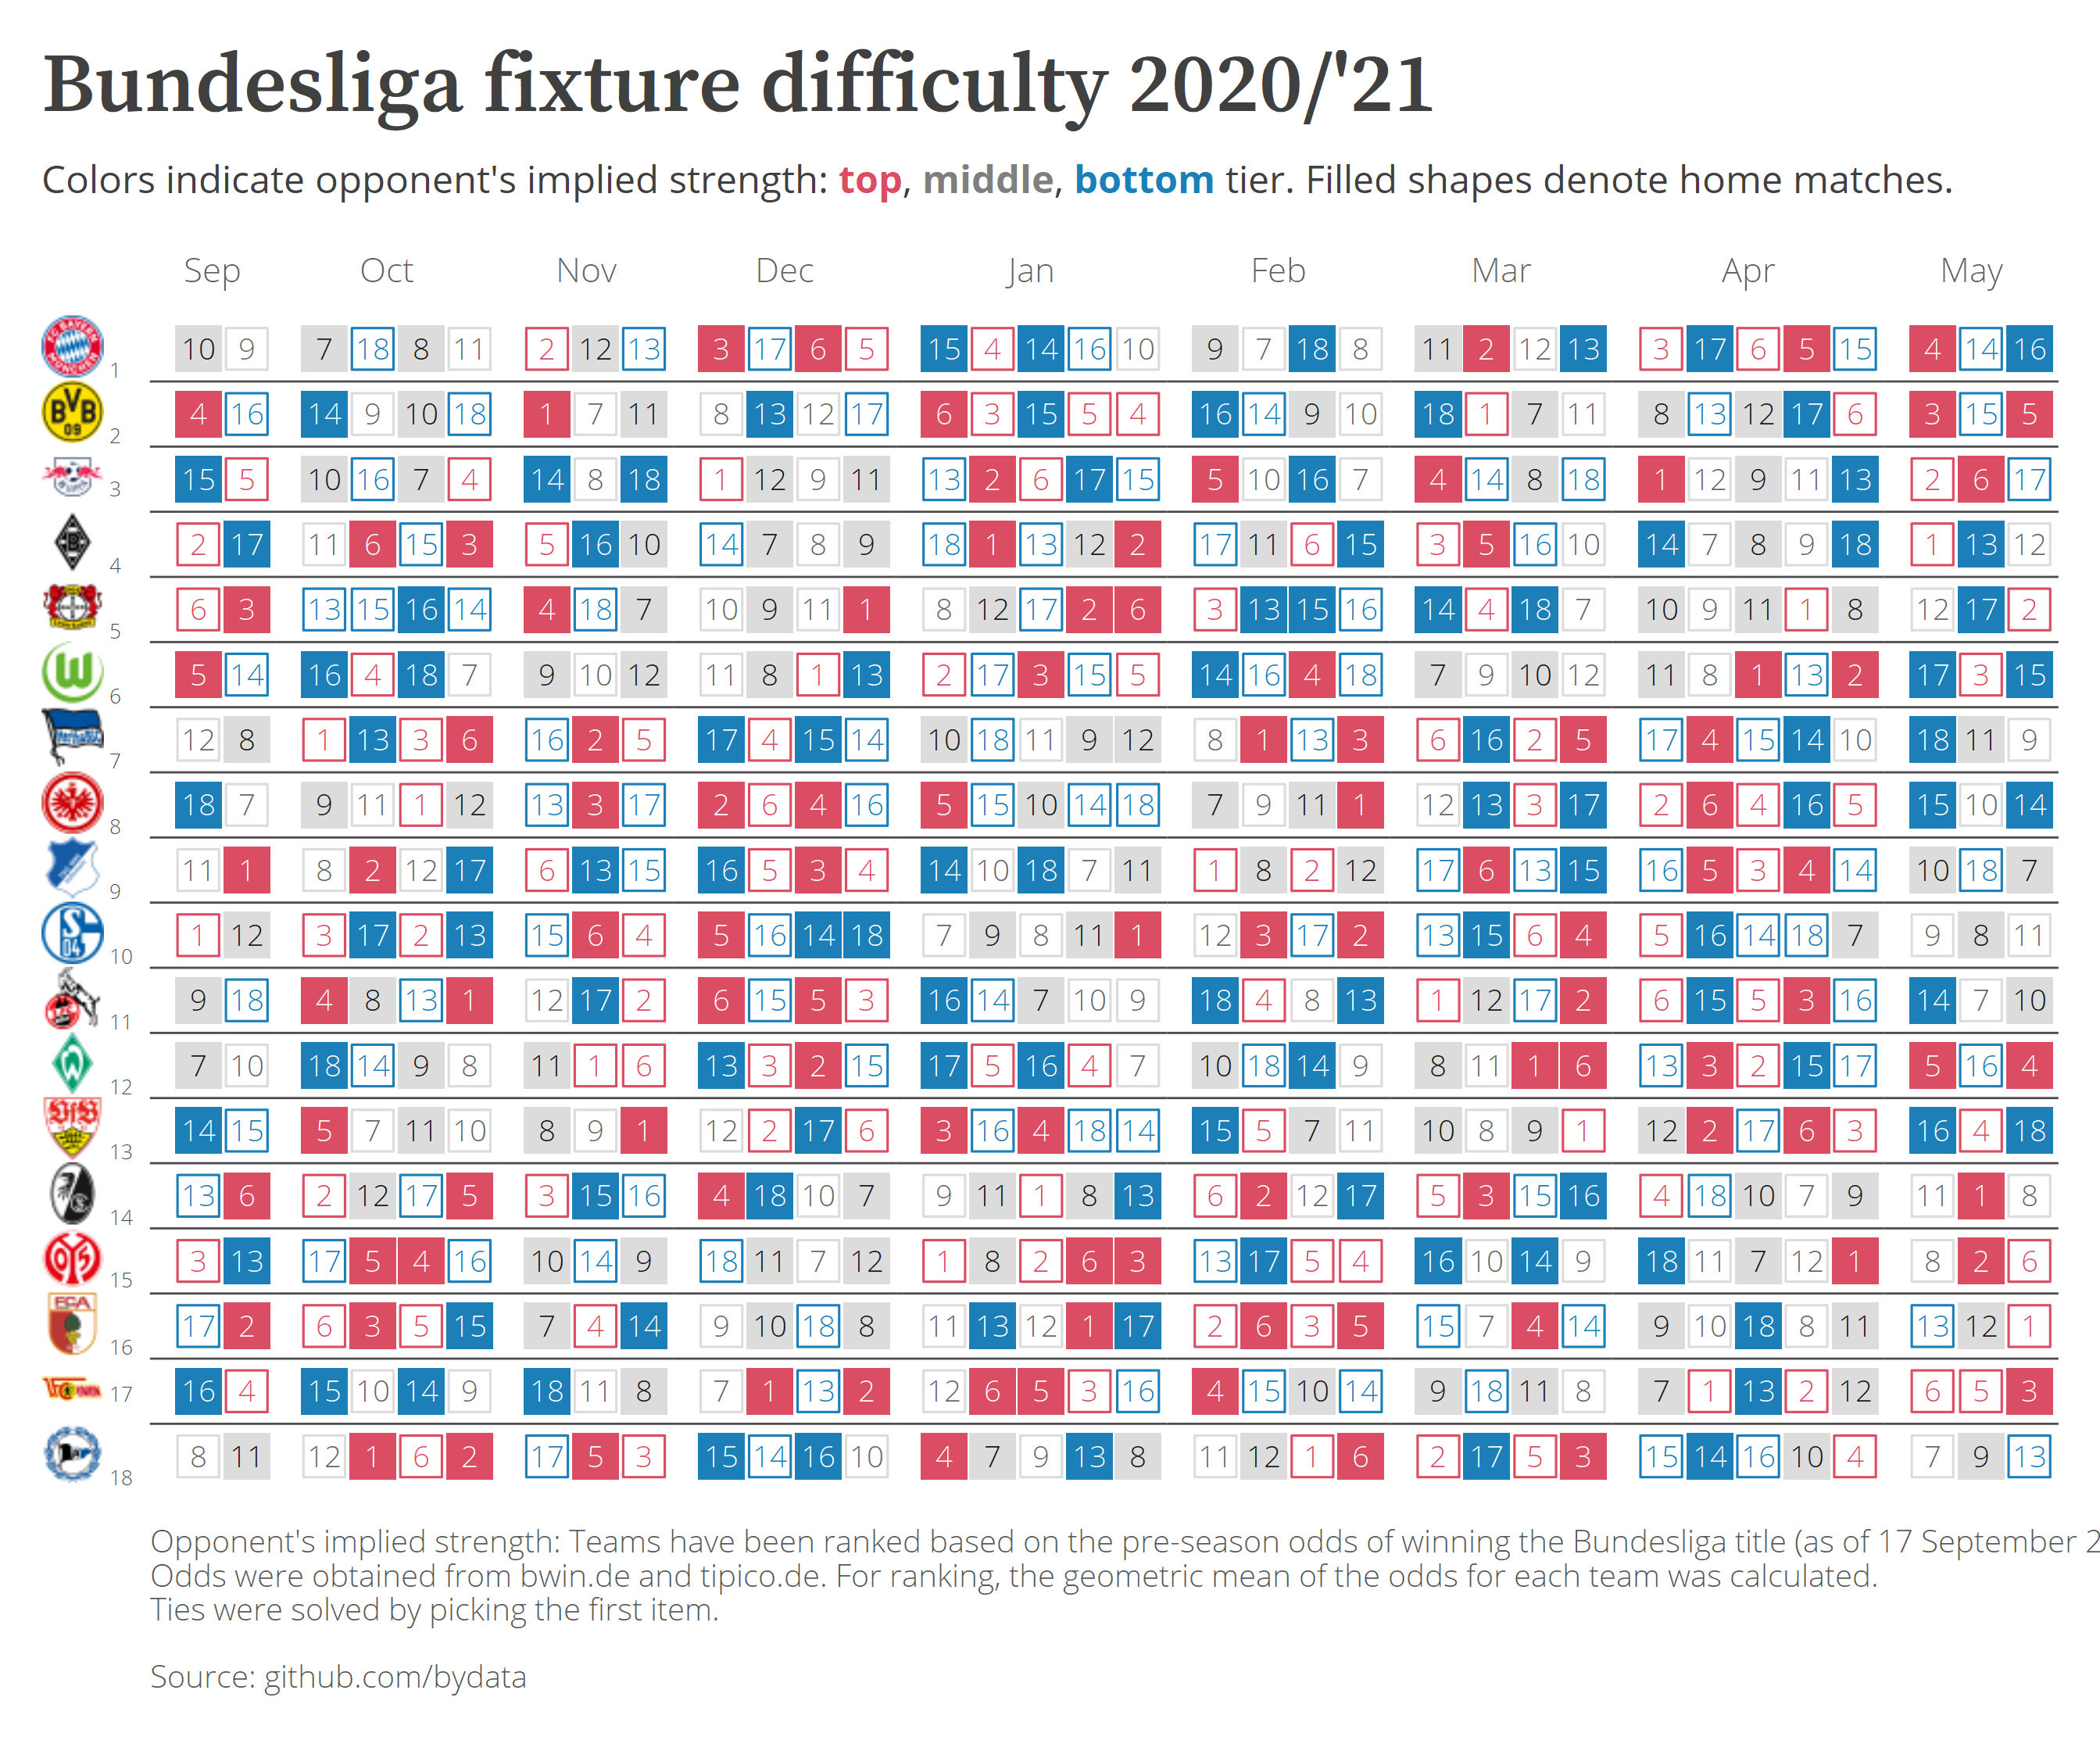 Bundesliga fixture difficulty 2020/'21
Colors indicate opponent's implied strength: top, middle, bottom tier. Filled shapes denote home matches.
Sep Oct Nov Dec Jan Feb Mar Apr May
1 10 9 7 18 8 11 2 12 13 3 17 6 5 15 4 14 16 10 9 7 18 8 11 2 12 13 3 17 6 5 15 4 14 16
BVB 09 2 4 16 14 9 10 18 1 7 11 8 13 12 17 6 3 15 5 4 16 14 9 10 18 1 7 11 8 13 12 17 6 3 15 5
3 15 5 10 16 7 4 14 8 18 1 12 9 11 13 2 6 17 15 5 10 16 7 4 14 8 18 1 12 9 11 13 2 6 17
B 4 2 17 11 6 15 3 5 16 10 14 7 8 9 18 1 13 12 2 17 11 6 15 3 5 16 10 14 7 8 9 18 1 13 12
5 6 3 13 15 16 14 4 18 7 10 9 11 1 8 12 17 2 6 3 13 15 16 14 4 18 7 10 9 11 1 8 12 17 2
W 6 5 14 16 4 18 7 9 10 12 11 8 1 13 2 17 3 15 5 14 16 4 18 7 9 10 12 11 8 1 13 2 17 3 15
7 12 8 1 13 3 6 16 2 5 17 4 15 14 10 18 11 9 12 8 1 13 3 6 16 2 5 17 4 15 14 10 18 11 9
8 18 7 9 11 1 12 13 3 17 2 6 4 16 5 15 10 14 18 7 9 11 1 12 13 3 17 2 6 4 16 5 15 10 14
9 11 1 8 2 12 17 6 13 15 16 5 3 4 14 10 18 7 11 1 8 2 12 17 6 13 15 16 5 3 4 14 10 18 7
S 04 10 1 12 3 17 2 13 15 6 4 5 16 14 18 7 9 8 11 1 12 3 17 2 13 15 6 4 5 16 14 18 7 9 8 11
11 9 18 4 8 13 1 12 17 2 6 15 5 3 16 14 7 10 9 18 4 8 13 1 12 17 2 6 15 5 3 16 14 7 10
W 12 7 10 18 14 9 8 11 1 6 13 3 2 15 17 5 16 4 7 10 18 14 9 8 11 1 6 13 3 2 15 17 5 16 4
VfB 13 14 15 5 7 11 10 8 9 1 12 2 17 6 3 16 4 18 14 15 5 7 11 10 8 9 1 12 2 17 6 3 16 4 18
14 13 6 2 12 17 5 3 15 16 4 18 10 7 9 11 1 8 13 6 2 12 17 5 3 15 16 4 18 10 7 9 11 1 8
15 3 13 17 5 4 16 10 14 9 18 11 7 12 1 8 2 6 3 13 17 5 4 16 10 14 9 18 11 7 12 1 8 2 6
FCA 16 17 2 6 3 5 15 7 4 14 9 10 18 8 11 13 12 1 17 2 6 3 5 15 7 4 14 9 10 18 8 11 13 12 1
17 16 4 15 10 14 9 18 11 8 7 1 13 2 12 6 5 3 16 4 15 10 14 9 18 11 8 7 1 13 2 12 6 5 3
18 8 11 12 1 6 2 17 5 3 15 14 16 10 4 7 9 13 8 11 12 1 6 2 17 5 3 15 14 16 10 4 7 9 13
Opponent's implied strength: Teams have been ranked based on the pre-season odds of winning the Bundesliga title (as of 17 September 2
Odds were obtained from bwin.de and tipico.de. For ranking, the geometric mean of the odds for each team was calculated.
Ties were solved by picking the first item.
Source: github.com/bydata